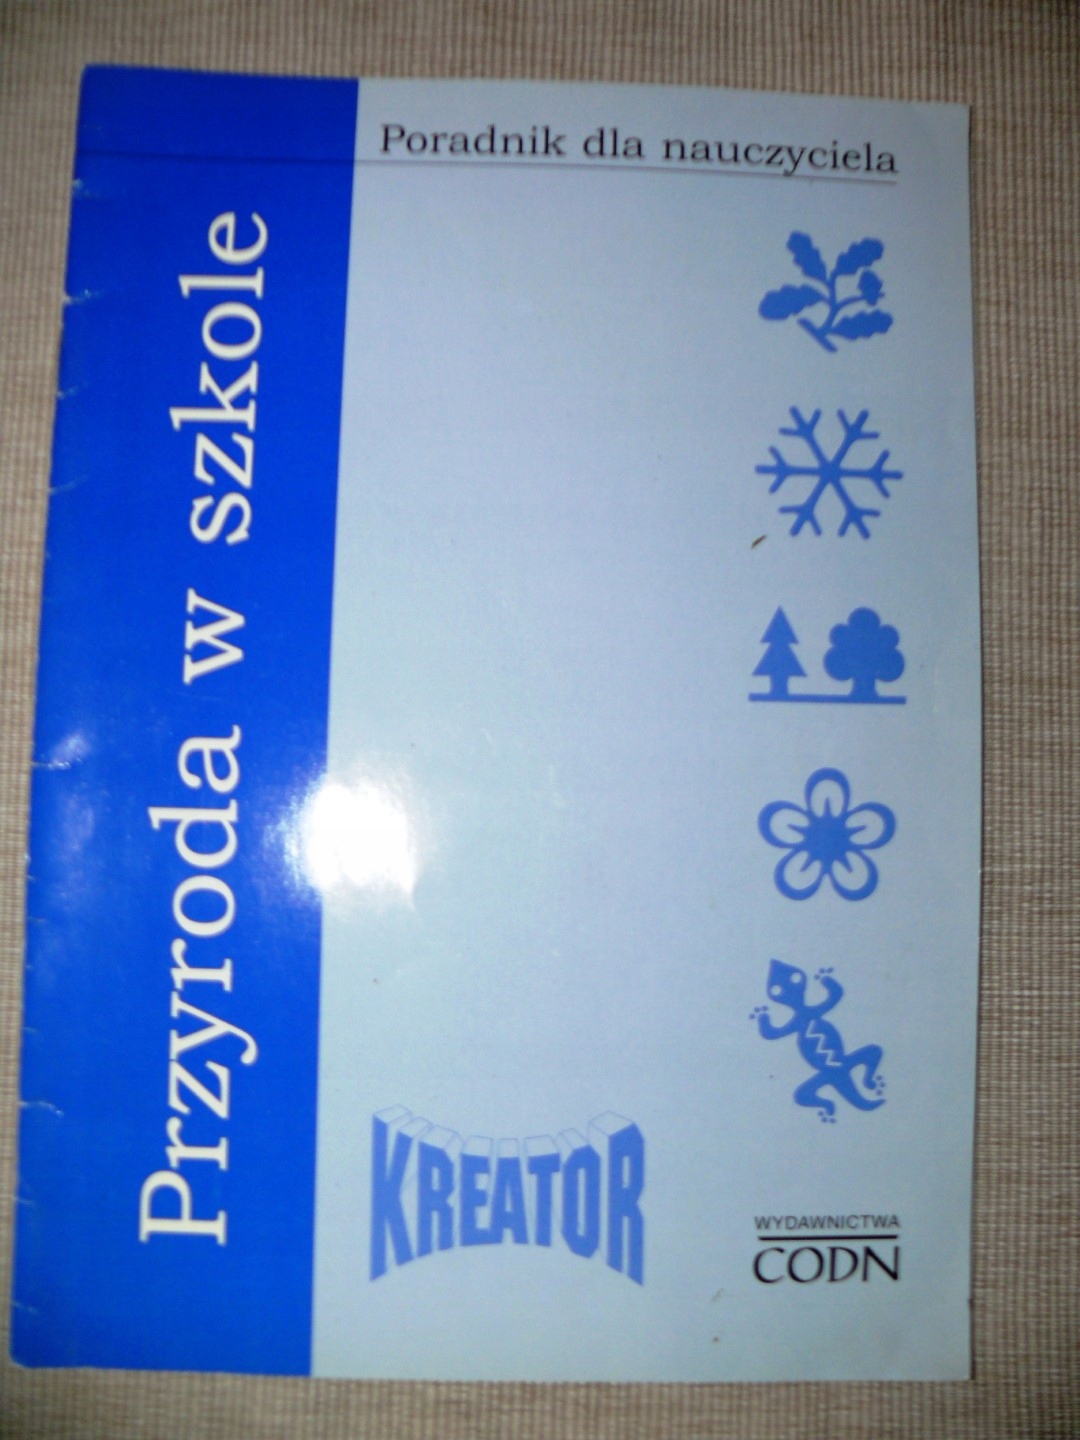 Poradnik dla nauczyciela
Przyroda w szkole
KREATOR
WYDAWNICTWA
CODN